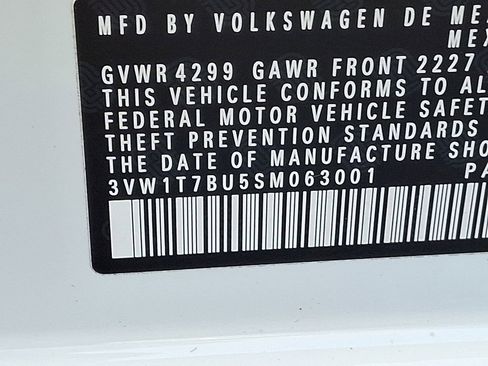 MFD BY VOLKSWAGEN DE ME
MEX
GVWR 4299 GAWR FRONT 2227
THIS VEHICLE CONFORMS TO AL
FEDERAL MOTOR VEHICLE SAFET
THEFT PREVENTION STANDARDS
THE DATE OF MANUFACTURE SHO
3VW1T7BU5SM063001 PA